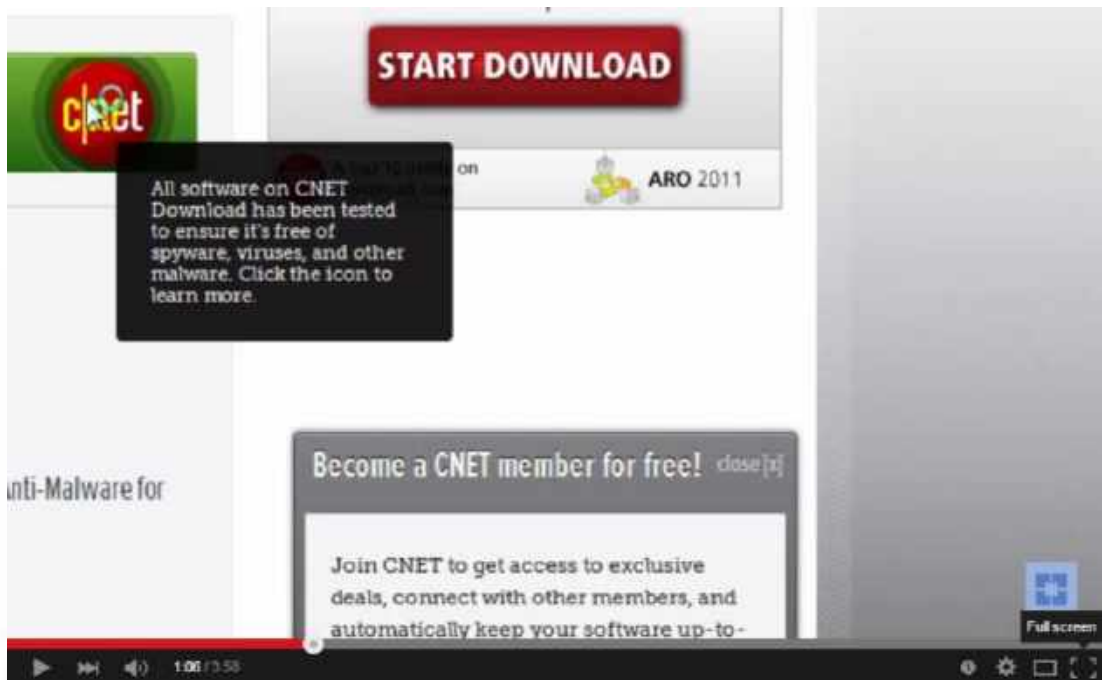 START DOWNLOAD
cnet
on
ARO 2011
All software on CNET
Download has been tested
to ensure it's free of
spyware, viruses, and other
malware. Click the icon to
learn more.
Become a CNET member for free! close [x]
Anti-Malware for
Join CNET to get access to exclusive
deals, connect with other members, and
automatically keep your software up-to-
Full screen
1:06 / 3:58